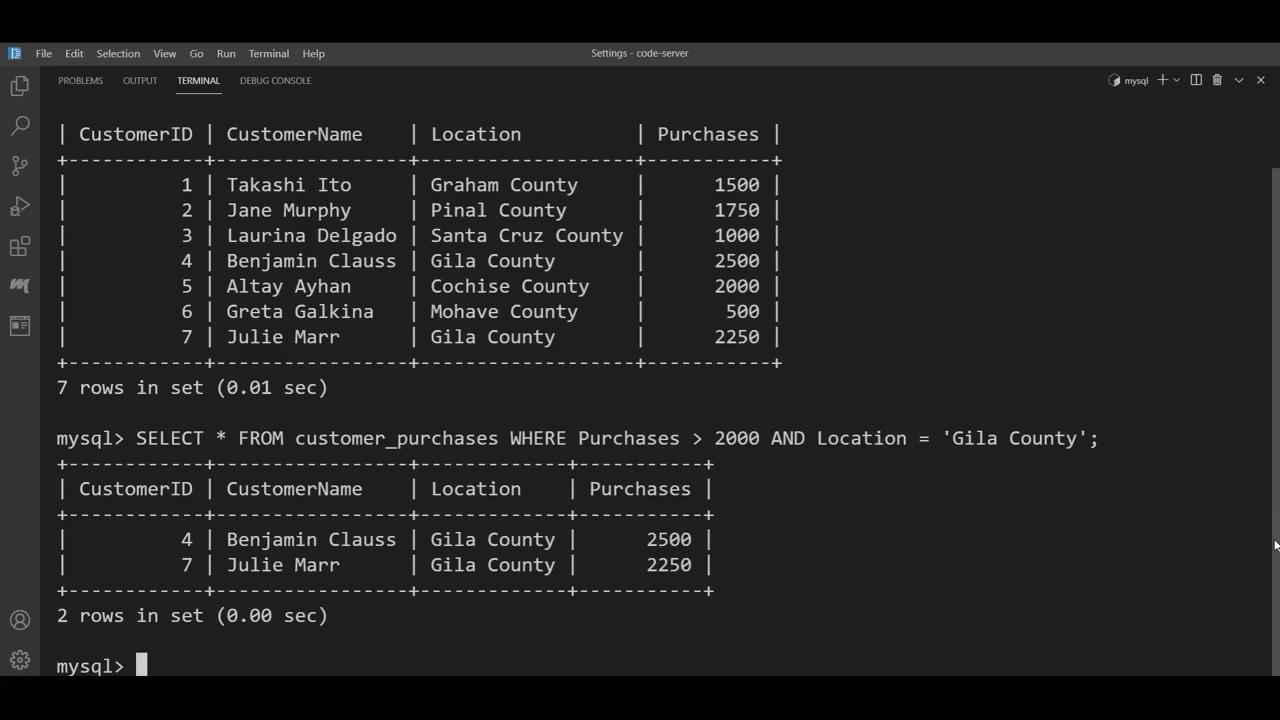 File Edit Selection View Go Run Terminal Help Settings - code-server
PROBLEMS OUTPUT TERMINAL DEBUG CONSOLE mysql
| CustomerID | CustomerName    | Location          | Purchases |
+------------+-----------------+-------------------+-----------+
|          1 | Takashi Ito     | Graham County     |      1500 |
|          2 | Jane Murphy     | Pinal County      |      1750 |
|          3 | Laurina Delgado | Santa Cruz County |      1000 |
|          4 | Benjamin Clauss | Gila County       |      2500 |
|          5 | Altay Ayhan     | Cochise County    |      2000 |
|          6 | Greta Galkina   | Mohave County     |       500 |
|          7 | Julie Marr      | Gila County       |      2250 |
+------------+-----------------+-------------------+-----------+
7 rows in set (0.01 sec)
mysql> SELECT * FROM customer_purchases WHERE Purchases > 2000 AND Location = 'Gila County';
+------------+-----------------+-------------+-----------+
| CustomerID | CustomerName    | Location    | Purchases |
+------------+-----------------+-------------+-----------+
|          4 | Benjamin Clauss | Gila County |      2500 |
|          7 | Julie Marr      | Gila County |      2250 |
+------------+-----------------+-------------+-----------+
2 rows in set (0.00 sec)
mysql>